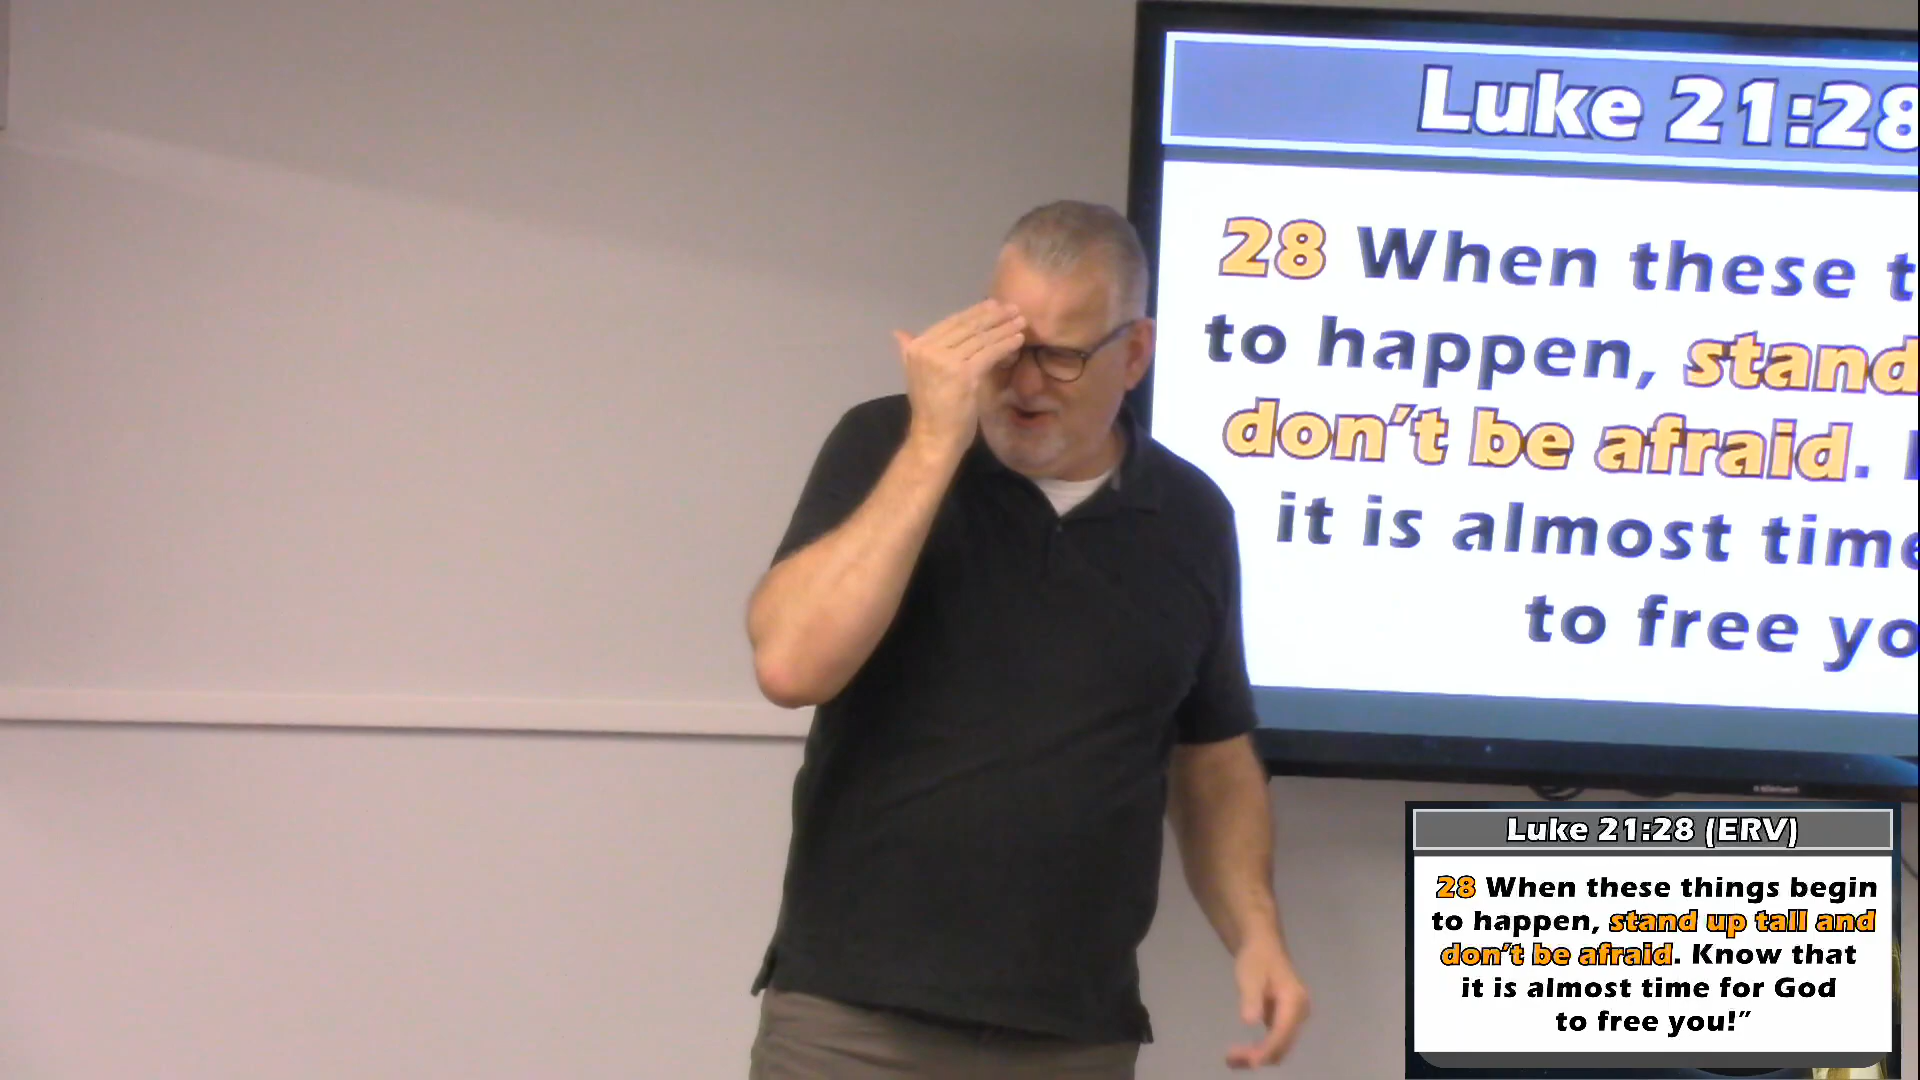 Luke 21:28
28 When these t
to happen, stand
don't be afraid.
it is almost time
to free yo
Luke 21:28 (ERV)
28 When these things begin
to happen, stand up tall and
don't be afraid. Know that
it is almost time for God
to free you!”